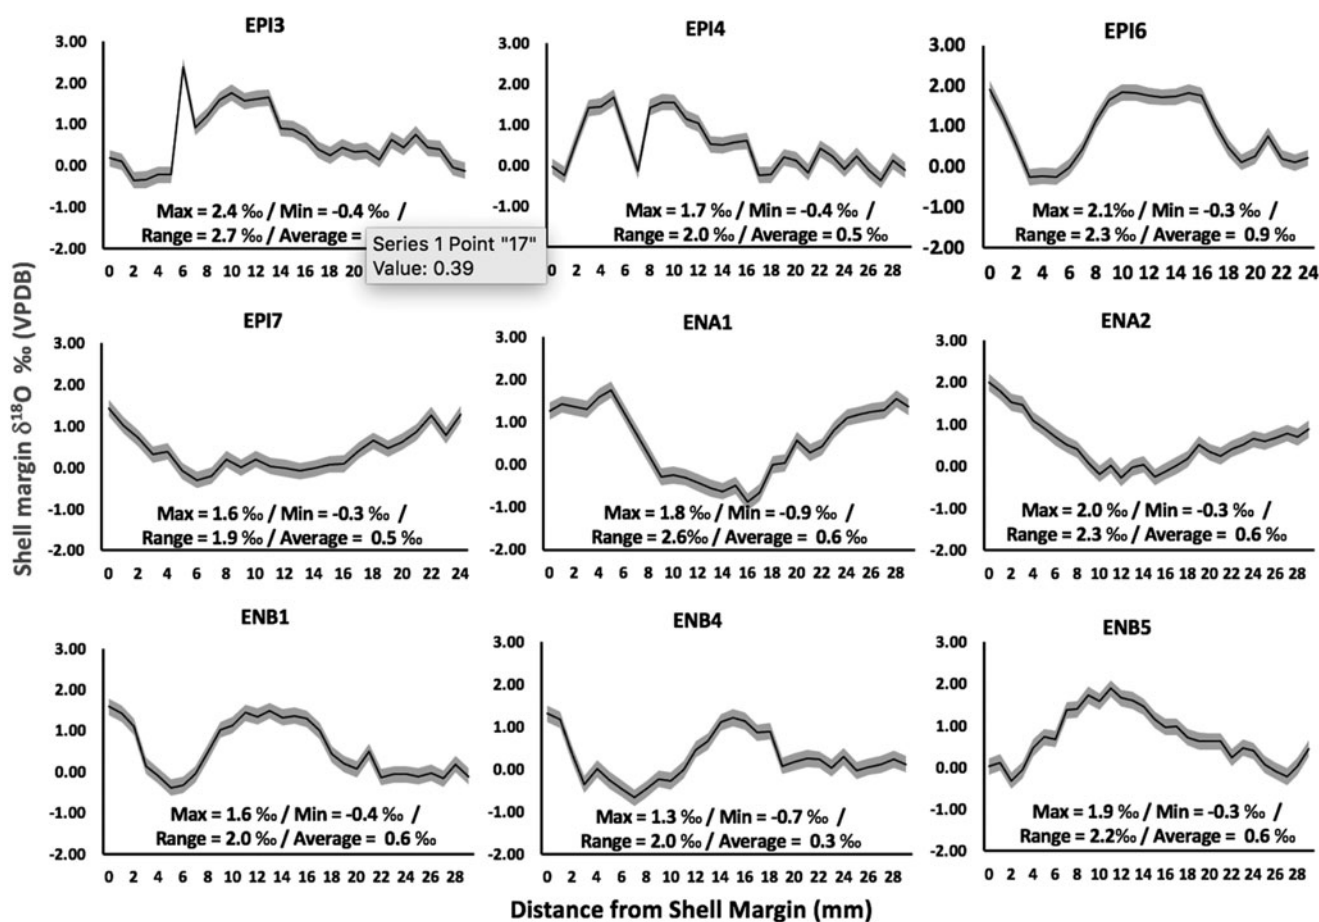 EPI3
3.00
2.00
1.00
0.00
-1.00
-2.00
Max = 2.4 ‰ / Min = -0.4 ‰ /
Range = 2.7 ‰ / Average =
0 2 4 6 8 10 12 14 16 18 20
Series 1 Point "17"
Value: 0.39
EPI4
3.00
2.00
1.00
0.00
-1.00
-2.00
Max = 1.7 ‰ / Min = -0.4 ‰ /
Range = 2.0 ‰ / Average = 0.5 ‰
0 2 4 6 8 10 12 14 16 18 20 22 24 26 28
EPI6
3.00
2.00
1.00
0.00
-1.00
-2.00
Max = 2.1‰ / Min = -0.3 ‰ /
Range = 2.3 ‰ / Average = 0.9 ‰
0 2 4 6 8 10 12 14 16 18 20 22 24
Shell margin δ18O ‰ (VPDB)
EPI7
3.00
2.00
1.00
0.00
-1.00
-2.00
Max = 1.6 ‰ / Min = -0.3 ‰ /
Range = 1.9 ‰ / Average = 0.5 ‰
0 2 4 6 8 10 12 14 16 18 20 22 24
ENA1
3.00
2.00
1.00
0.00
-1.00
-2.00
Max = 1.8 ‰ / Min = -0.9 ‰ /
Range = 2.6‰ / Average = 0.6 ‰
0 2 4 6 8 10 12 14 16 18 20 22 24 26 28
ENA2
3.00
2.00
1.00
0.00
-1.00
-2.00
Max = 2.0 ‰ / Min = -0.3 ‰ /
Range = 2.3 ‰ / Average = 0.6 ‰
0 2 4 6 8 10 12 14 16 18 20 22 24 26 28
ENB1
3.00
2.00
1.00
0.00
-1.00
-2.00
Max = 1.6 ‰ / Min = -0.4 ‰ /
Range = 2.0 ‰ / Average = 0.6 ‰
0 2 4 6 8 10 12 14 16 18 20 22 24 26 28
ENB4
3.00
2.00
1.00
0.00
-1.00
-2.00
Max = 1.3 ‰ / Min = -0.7 ‰ /
Range = 2.0 ‰ / Average = 0.3 ‰
0 2 4 6 8 10 12 14 16 18 20 22 24 26 28
ENB5
3.00
2.00
1.00
0.00
-1.00
-2.00
Max = 1.9 ‰ / Min = -0.3 ‰ /
Range = 2.2‰ / Average = 0.6 ‰
0 2 4 6 8 10 12 14 16 18 20 22 24 26 28
Distance from Shell Margin (mm)